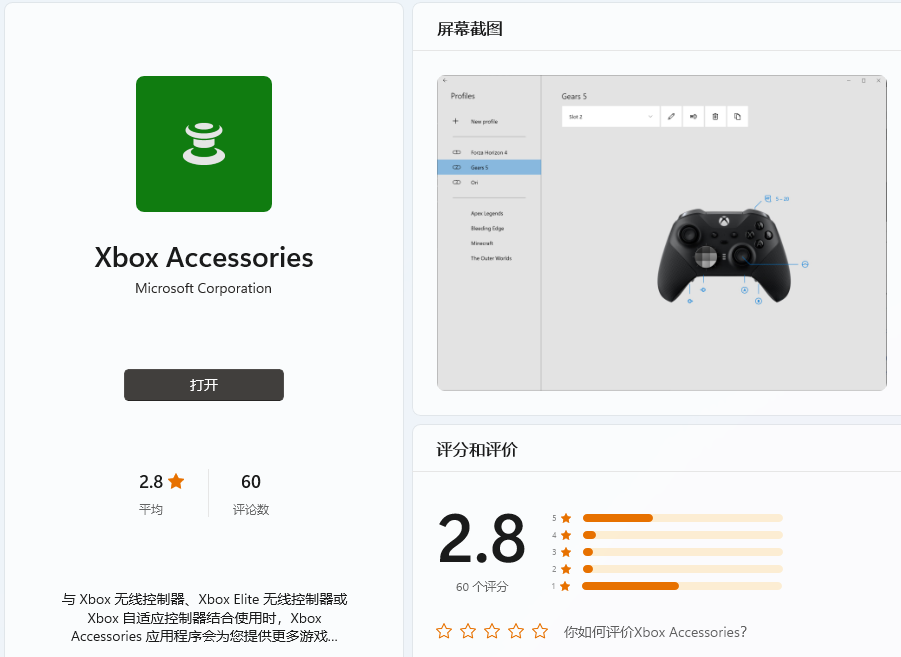 Xbox Accessories
Microsoft Corporation
打开
2.8
平均
60
评论数
与 Xbox 无线控制器、Xbox Elite 无线控制器或
Xbox 自适应控制器结合使用时，Xbox
Accessories 应用程序会为您提供更多游戏...
屏幕截图
Profiles
New profile
Forza Horizon 4
Gears 5
Ori
Apex Legends
Bleeding Edge
Minecraft
The Outer Worlds
Gears 5
Slot 2
评分和评价
2.8
60 个评分
5
4
3
2
1
你如何评价Xbox Accessories?